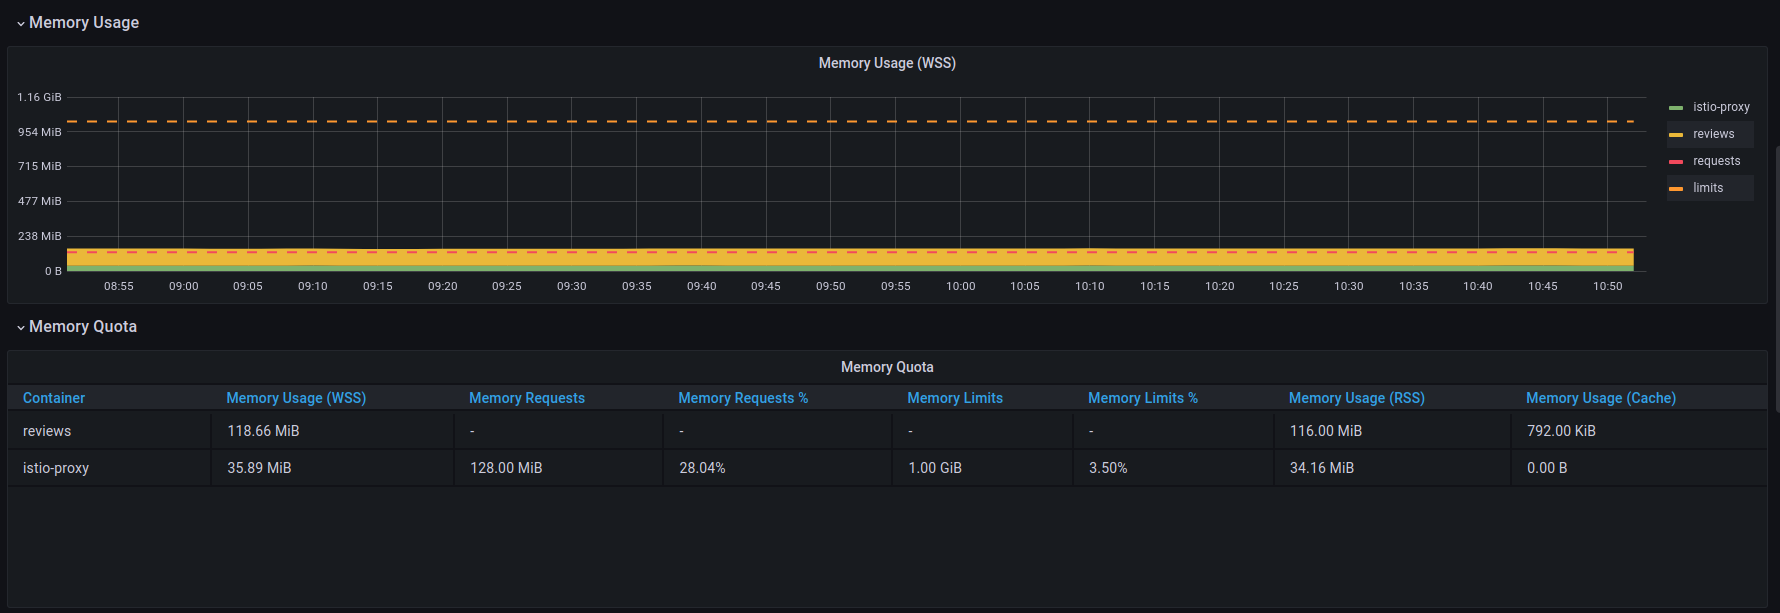 Memory Usage
Memory Usage (WSS)
1.16 GiB
954 MiB
715 MiB
477 MiB
238 MiB
0 B
08:55 09:00 09:05 09:10 09:15 09:20 09:25 09:30 09:35 09:40 09:45 09:50 09:55 10:00 10:05 10:10 10:15 10:20 10:25 10:30 10:35 10:40 10:45 10:50
istio-proxy
reviews
requests
limits
Memory Quota
Memory Quota
Container Memory Usage (WSS) Memory Requests Memory Requests % Memory Limits Memory Limits % Memory Usage (RSS) Memory Usage (Cache)
reviews 118.66 MiB - - - - 116.00 MiB 792.00 KiB
istio-proxy 35.89 MiB 128.00 MiB 28.04% 1.00 GiB 3.50% 34.16 MiB 0.00 B